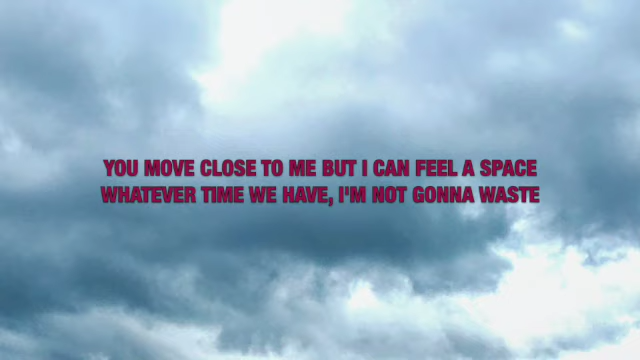 YOU MOVE CLOSE TO ME BUT I CAN FEEL A SPACE
WHATEVER TIME WE HAVE, I'M NOT GONNA WASTE